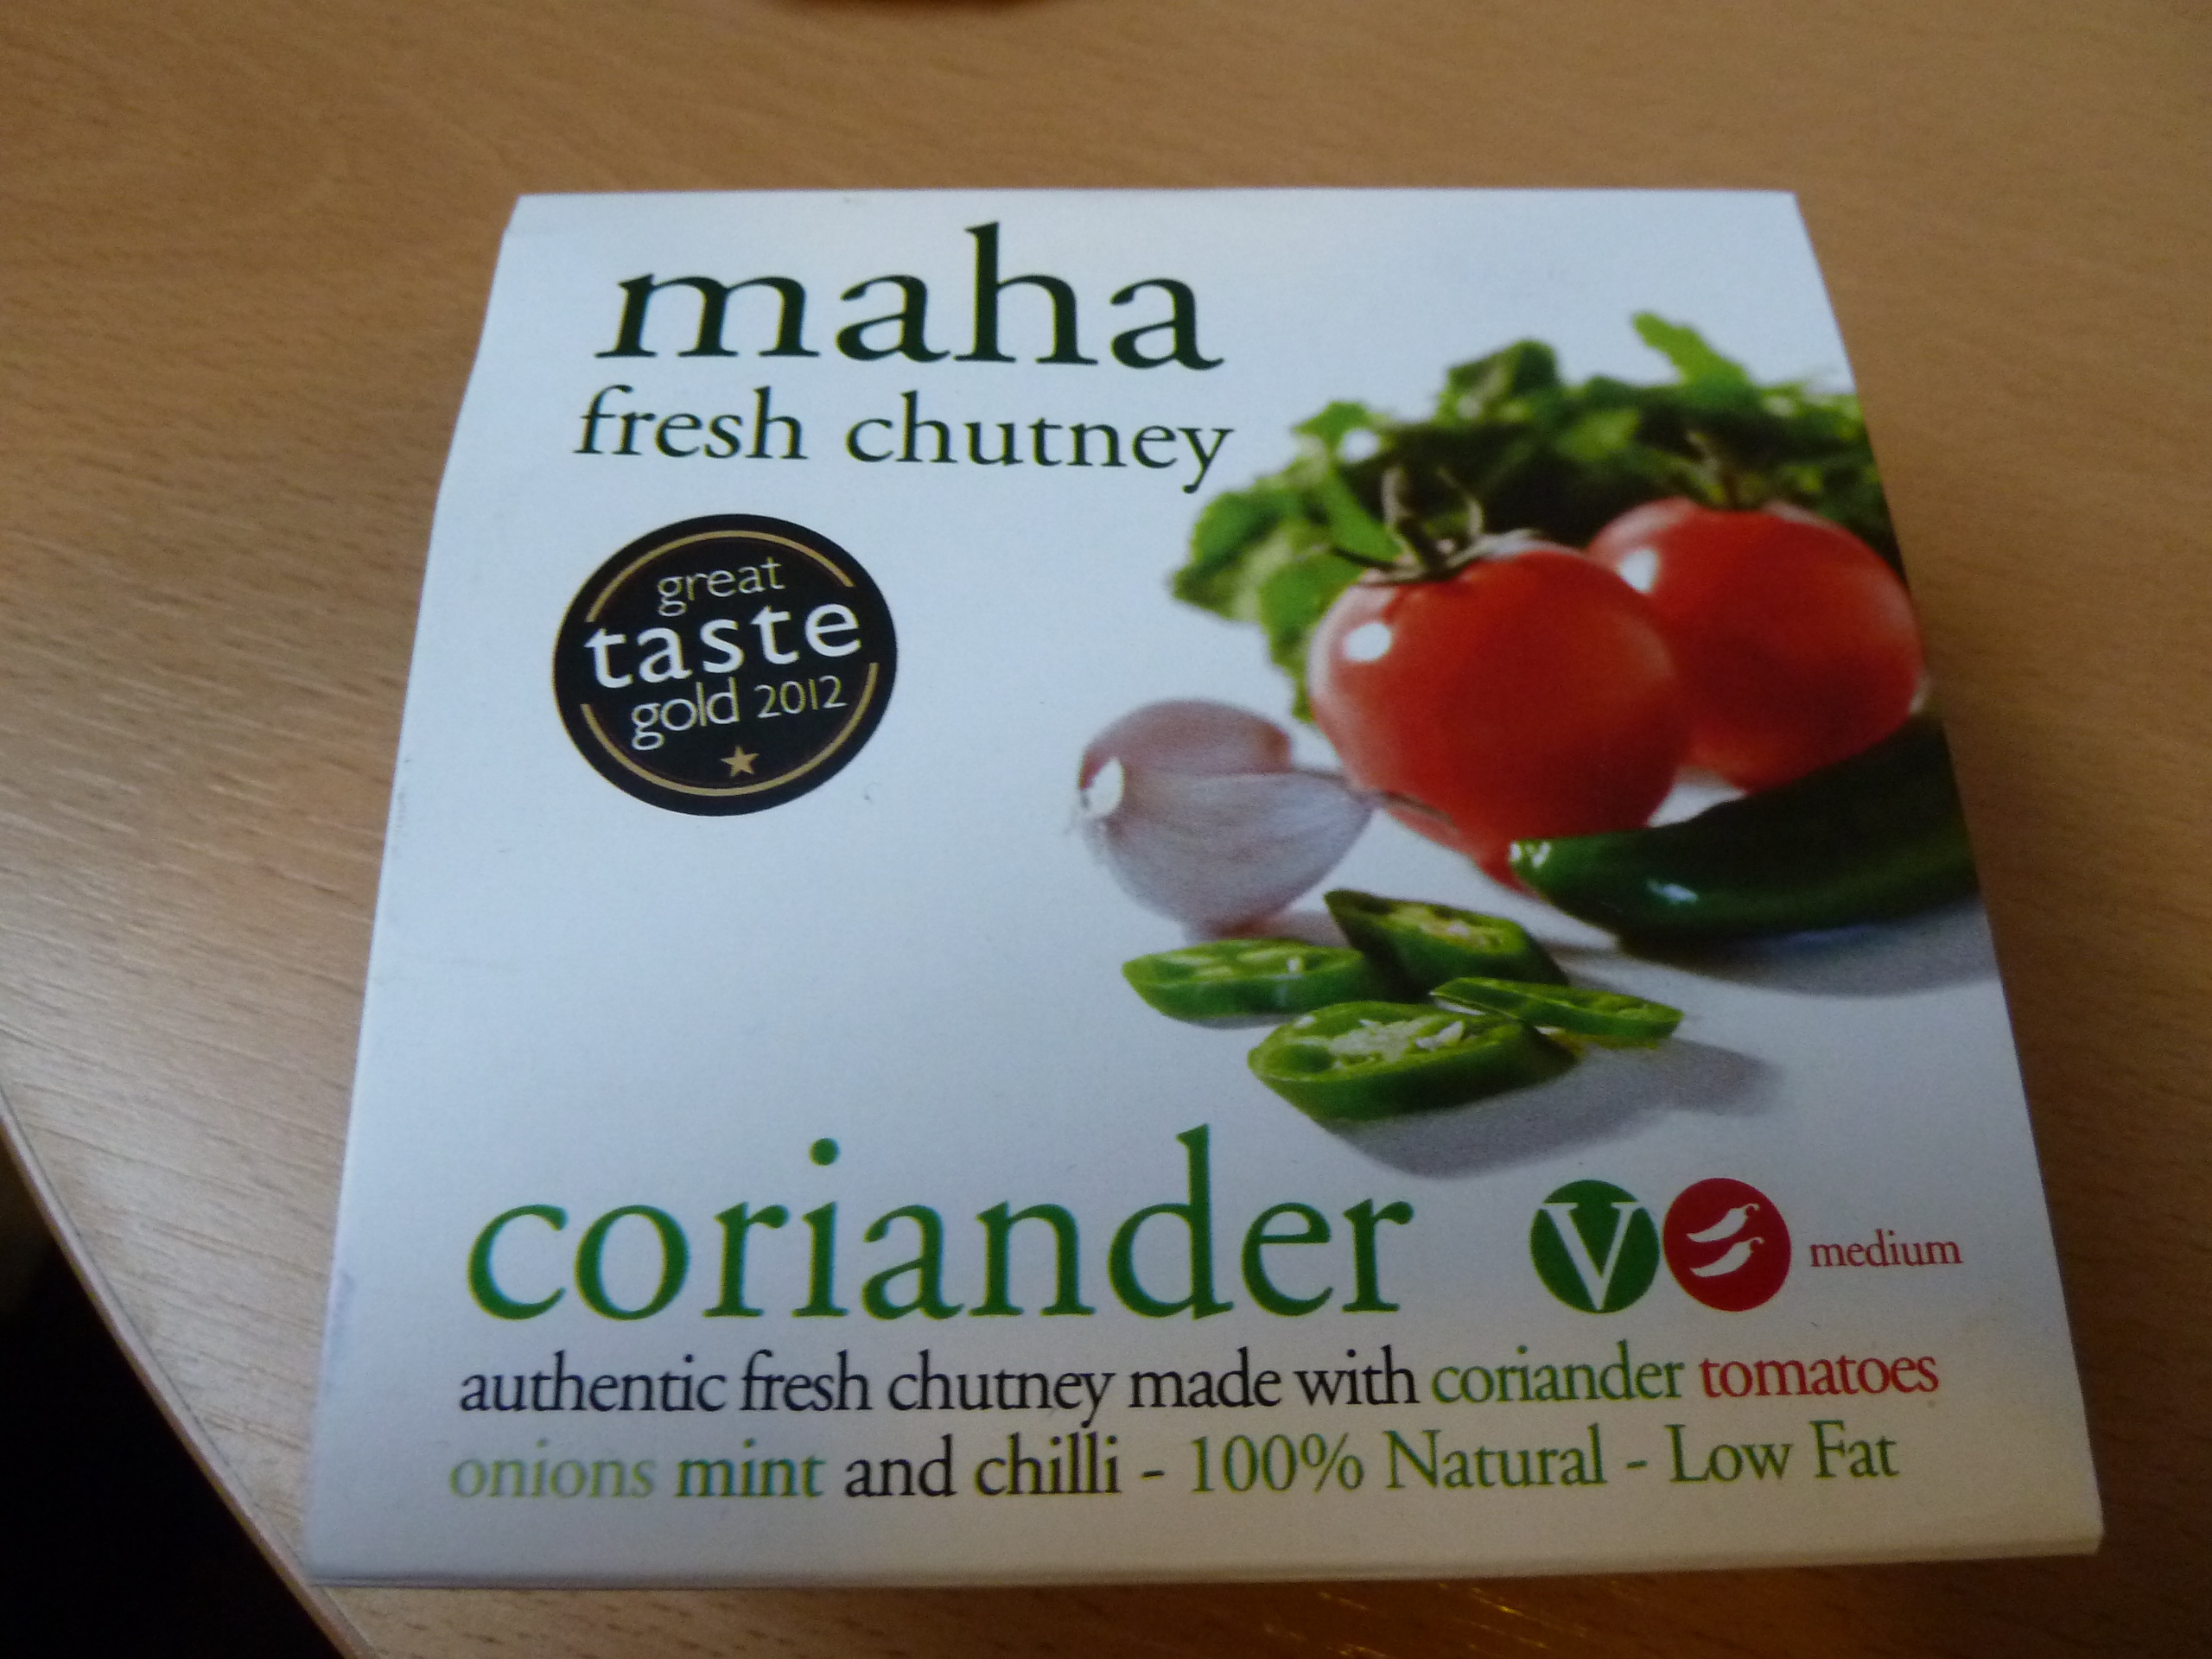 maha
fresh chutney
great
taste
gold 2012
coriander
V
medium
authentic fresh chutney made with coriander tomatoes
onions mint and chilli - 100% Natural - Low Fat